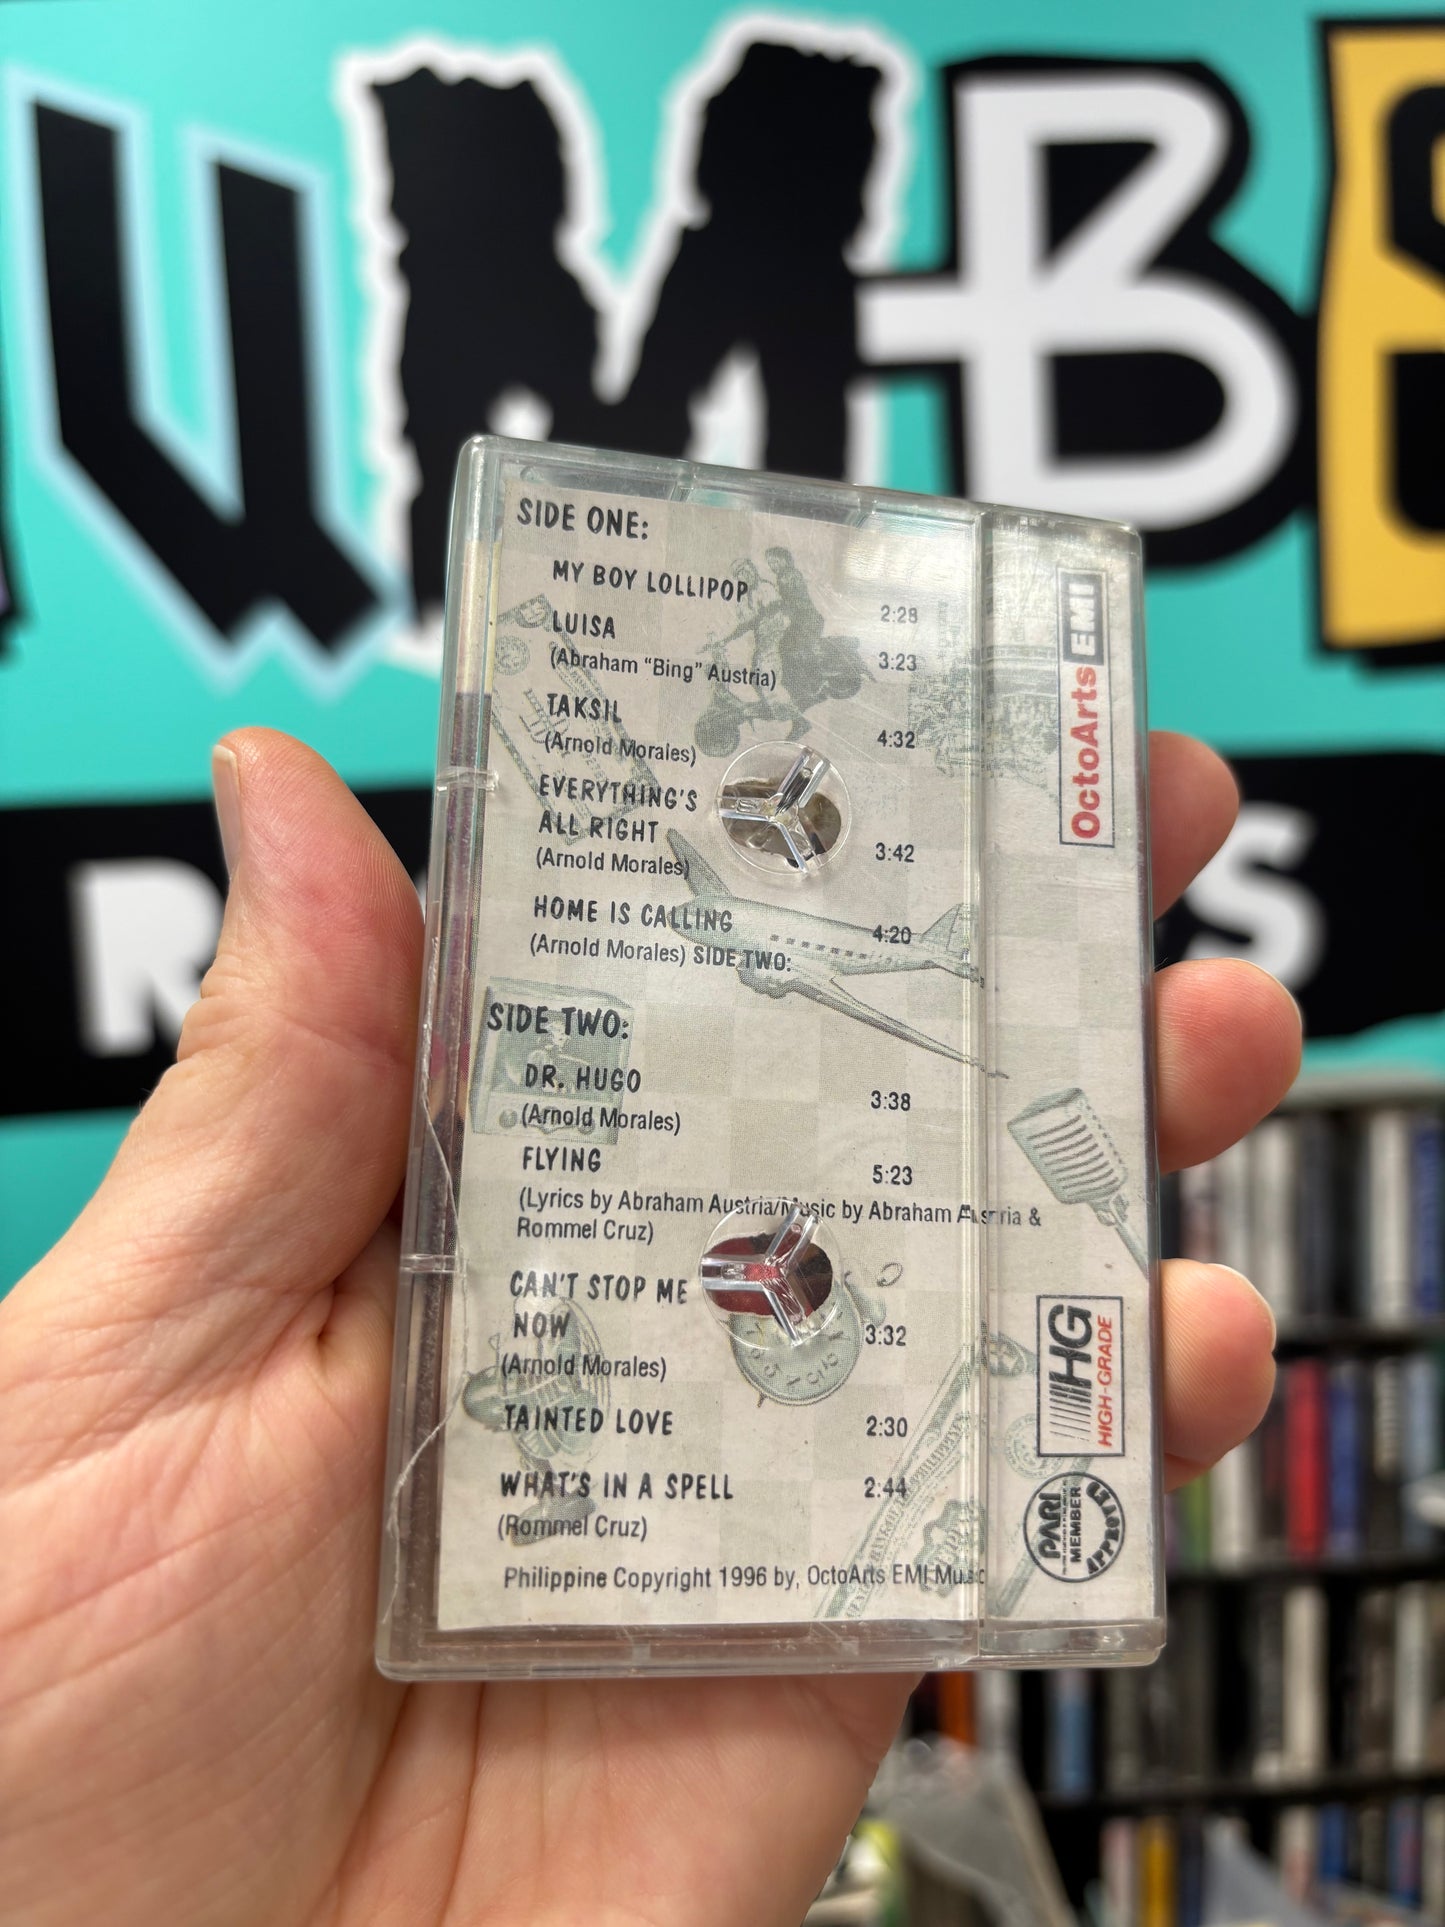 SIDE ONE:
MY BOY LOLLIPOP 2:28
LUISA
(Abraham "Bing" Austria) 3:23
TAKSIL
(Arnold Morales) 4:32
EVERYTHING'S
ALL RIGHT
(Arnold Morales) 3:42
HOME IS CALLING 4:20
(Arnold Morales) SIDE TWO:
SIDE TWO:
DR. HUGO
(Arnold Morales) 3:38
FLYING 5:23
(Lyrics by Abraham Austria/Music by Abraham Austria &
Rommel Cruz)
CAN'T STOP ME
NOW 3:32
(Arnold Morales)
TAINTED LOVE 2:30
WHAT'S IN A SPELL 2:44
(Rommel Cruz)
Philippine Copyright 1996 by, OctoArts EMI Music
OctoArts EMI
HG
HIGH-GRADE
PARI
MEMBER
APPROVED